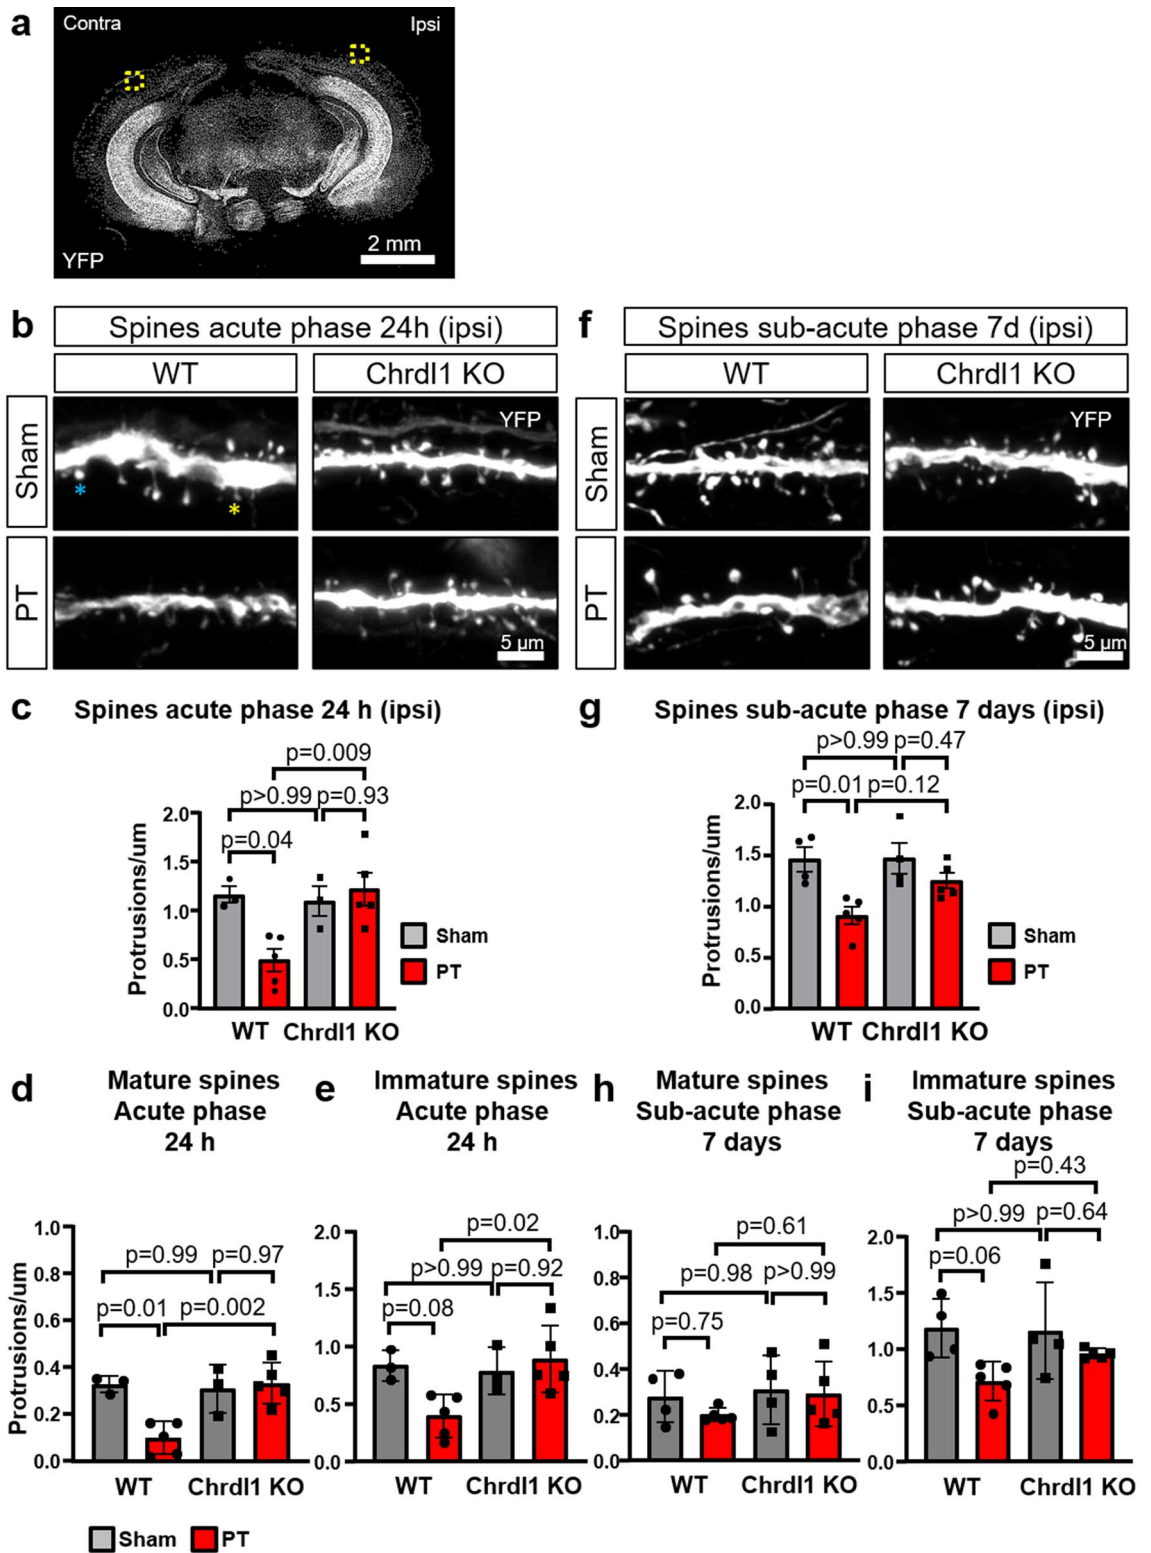 a
Contra
Ipsi
YFP
2 mm
b
Spines acute phase 24h (ipsi)
WT
Chrdl1 KO
Sham
YFP
*
*
PT
5 µm
f
Spines sub-acute phase 7d (ipsi)
WT
Chrdl1 KO
Sham
YFP
PT
5 µm
c
Spines acute phase 24 h (ipsi)
p=0.009
p>0.99
p=0.93
p=0.04
Protrusions/um
2.0
1.5
1.0
0.5
0.0
WT
Chrdl1 KO
Sham
PT
g
Spines sub-acute phase 7 days (ipsi)
p>0.99
p=0.47
p=0.01
p=0.12
Protrusions/um
2.0
1.5
1.0
0.5
0.0
WT
Chrdl1 KO
Sham
PT
d
Mature spines
Acute phase
24 h
p=0.99
p=0.97
p=0.01
p=0.002
Protrusions/um
1.0
0.8
0.6
0.4
0.2
0.0
WT
Chrdl1 KO
e
Immature spines
Acute phase
24 h
p=0.02
p>0.99
p=0.92
p=0.08
2.0
1.5
1.0
0.5
0.0
WT
Chrdl1 KO
h
Mature spines
Sub-acute phase
7 days
p=0.61
p=0.98
p>0.99
p=0.75
1.0
0.8
0.6
0.4
0.2
0.0
WT
Chrdl1 KO
i
Immature spines
Sub-acute phase
7 days
p=0.43
p>0.99
p=0.64
p=0.06
2.0
1.5
1.0
0.5
0.0
WT
Chrdl1 KO
Sham
PT